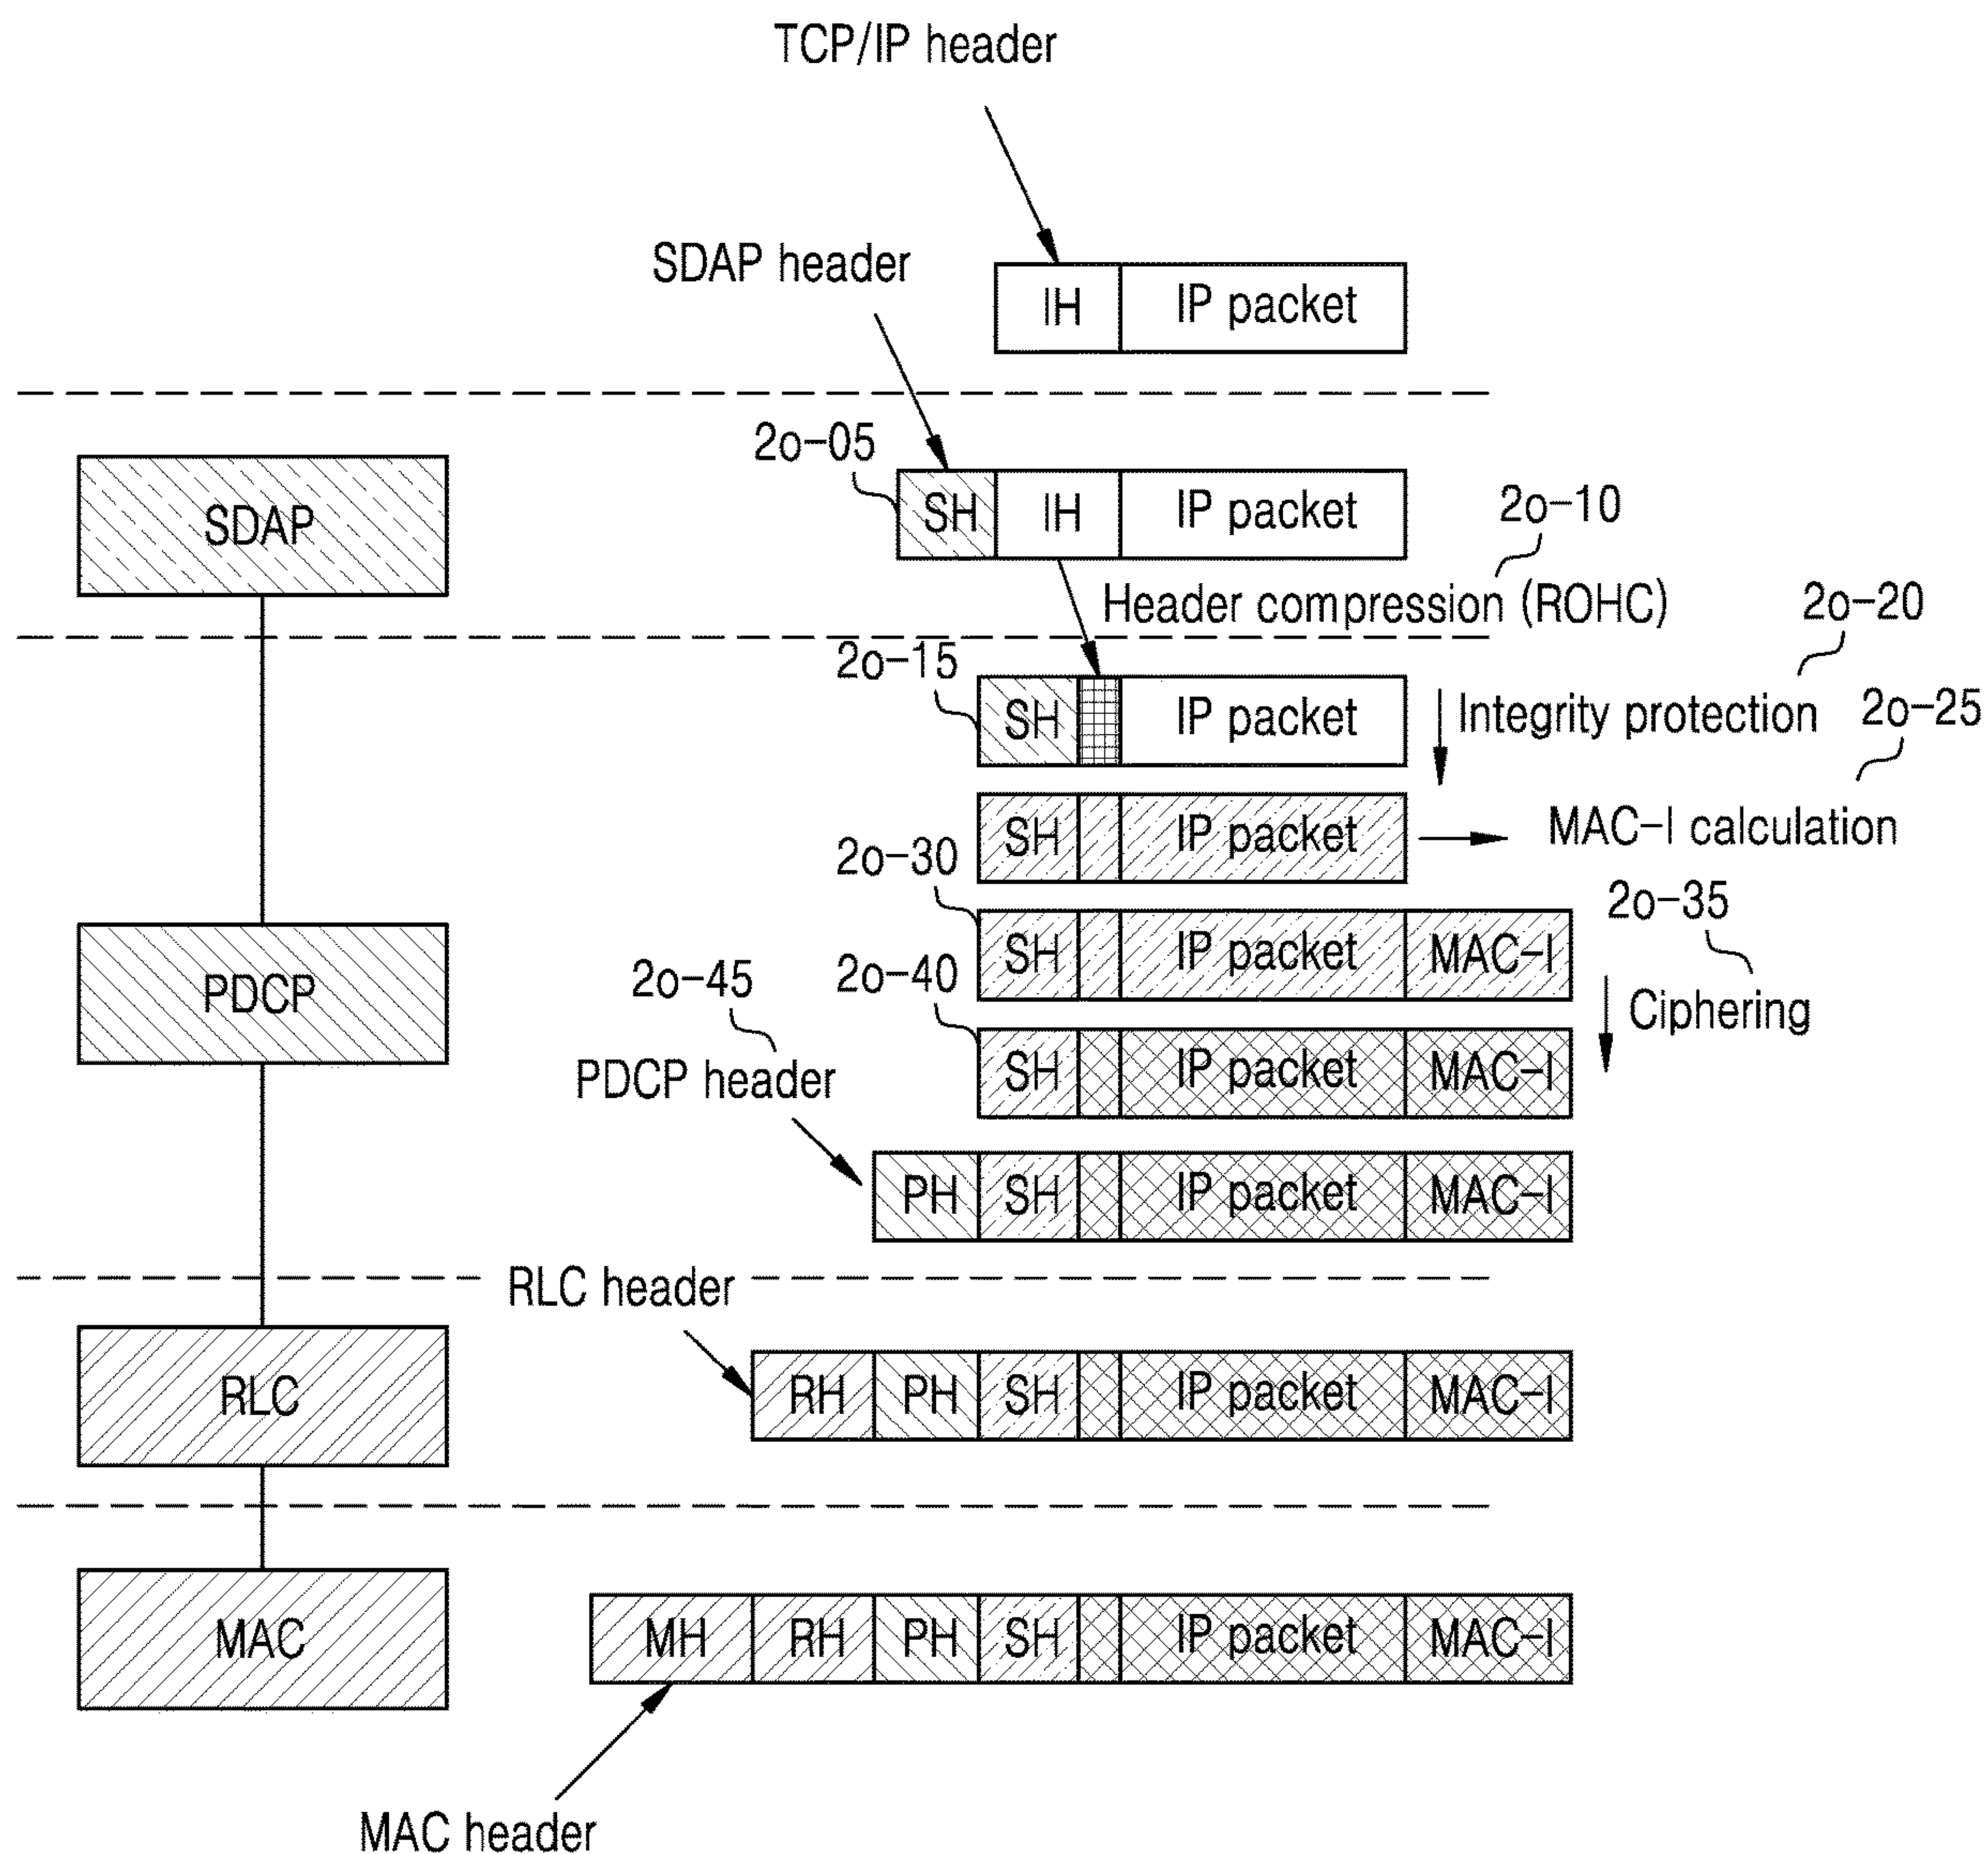 TCP/IP header
SDAP header
IH IP packet
2o-05
SDAP
SH IH IP packet
2o-10
Header compression (ROHC)
2o-20
2o-15
SH IP packet
Integrity protection
2o-25
SH IP packet
MAC-I calculation
2o-30
2o-35
SH IP packet MAC-I
2o-40
Ciphering
PDCP
2o-45
PDCP header
SH IP packet MAC-I
PH SH IP packet MAC-I
RLC header
RLC
RH PH SH IP packet MAC-I
MAC
MH RH PH SH IP packet MAC-I
MAC header